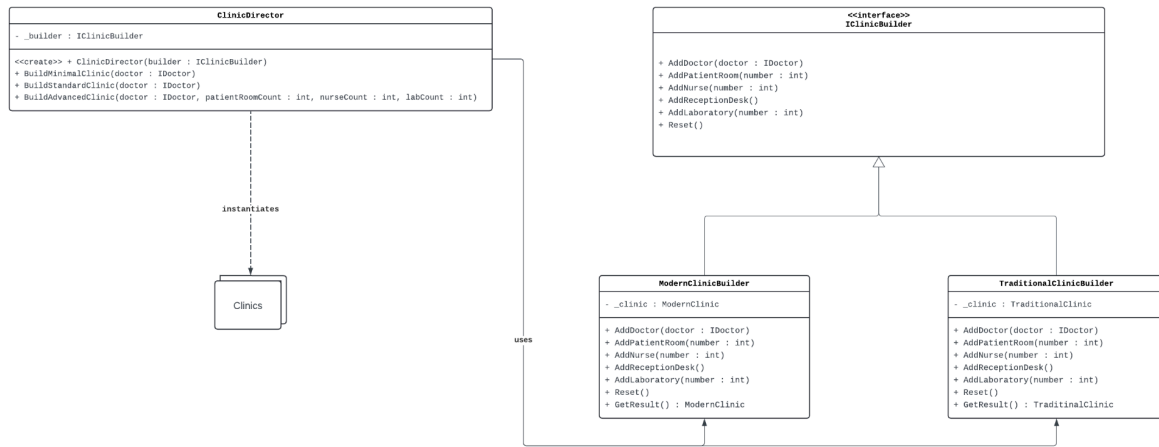 ClinicDirector
- _builder : IClinicBuilder
<<create>> + ClinicDirector(builder : IClinicBuilder)
+ BuildMinimalClinic(doctor : IDoctor)
+ BuildStandardClinic(doctor : IDoctor)
+ BuildAdvancedClinic(doctor : IDoctor, patientRoomCount : int, nurseCount : int, labCount : int)
<<interface>>
IClinicBuilder
+ AddDoctor(doctor : IDoctor)
+ AddPatientRoom(number : int)
+ AddNurse(number : int)
+ AddReceptionDesk()
+ AddLaboratory(number : int)
+ Reset()
instantiates
Clinics
uses
ModernClinicBuilder
- _clinic : ModernClinic
+ AddDoctor(doctor : IDoctor)
+ AddPatientRoom(number : int)
+ AddNurse(number : int)
+ AddReceptionDesk()
+ AddLaboratory(number : int)
+ Reset()
+ GetResult() : ModernClinic
TraditionalClinicBuilder
- _clinic : TraditionalClinic
+ AddDoctor(doctor : IDoctor)
+ AddPatientRoom(number : int)
+ AddNurse(number : int)
+ AddReceptionDesk()
+ AddLaboratory(number : int)
+ Reset()
+ GetResult() : TraditinalClinic